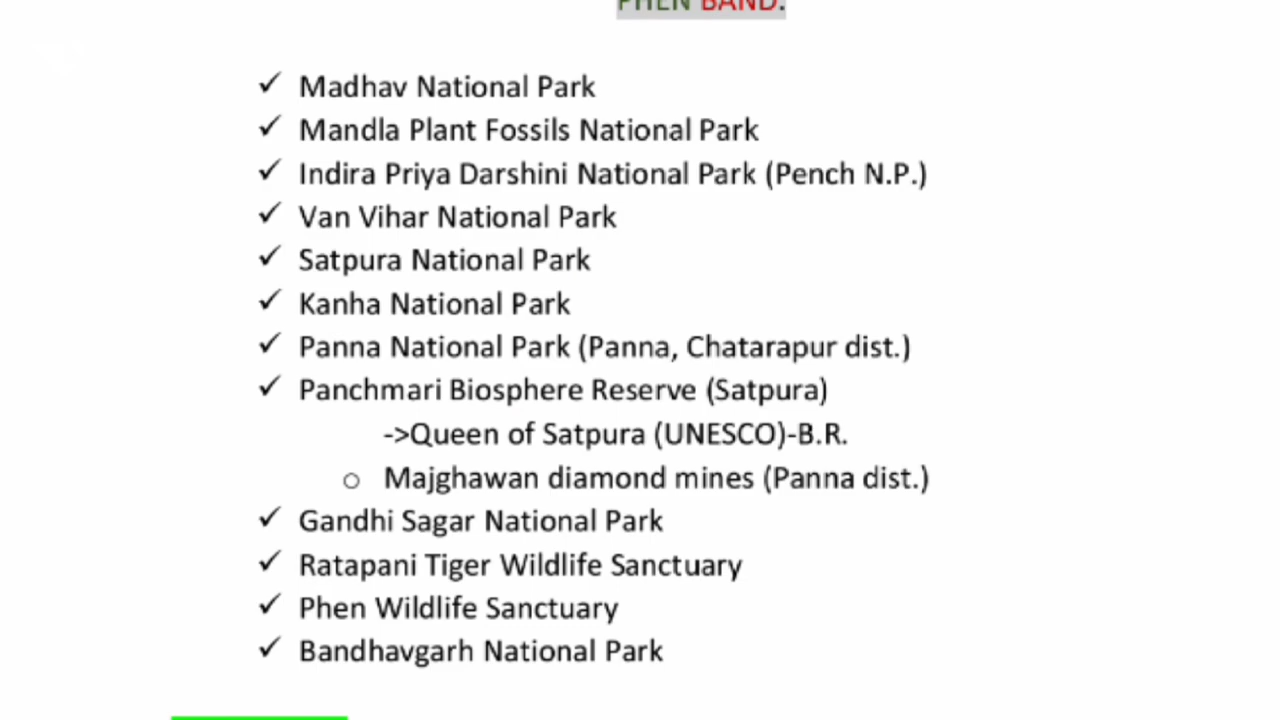 PHEN BAND.
✓ Madhav National Park
✓ Mandla Plant Fossils National Park
✓ Indira Priya Darshini National Park (Pench N.P.)
✓ Van Vihar National Park
✓ Satpura National Park
✓ Kanha National Park
✓ Panna National Park (Panna, Chatarapur dist.)
✓ Panchmari Biosphere Reserve (Satpura)
->Queen of Satpura (UNESCO)-B.R.
o Majghawan diamond mines (Panna dist.)
✓ Gandhi Sagar National Park
✓ Ratapani Tiger Wildlife Sanctuary
✓ Phen Wildlife Sanctuary
✓ Bandhavgarh National Park